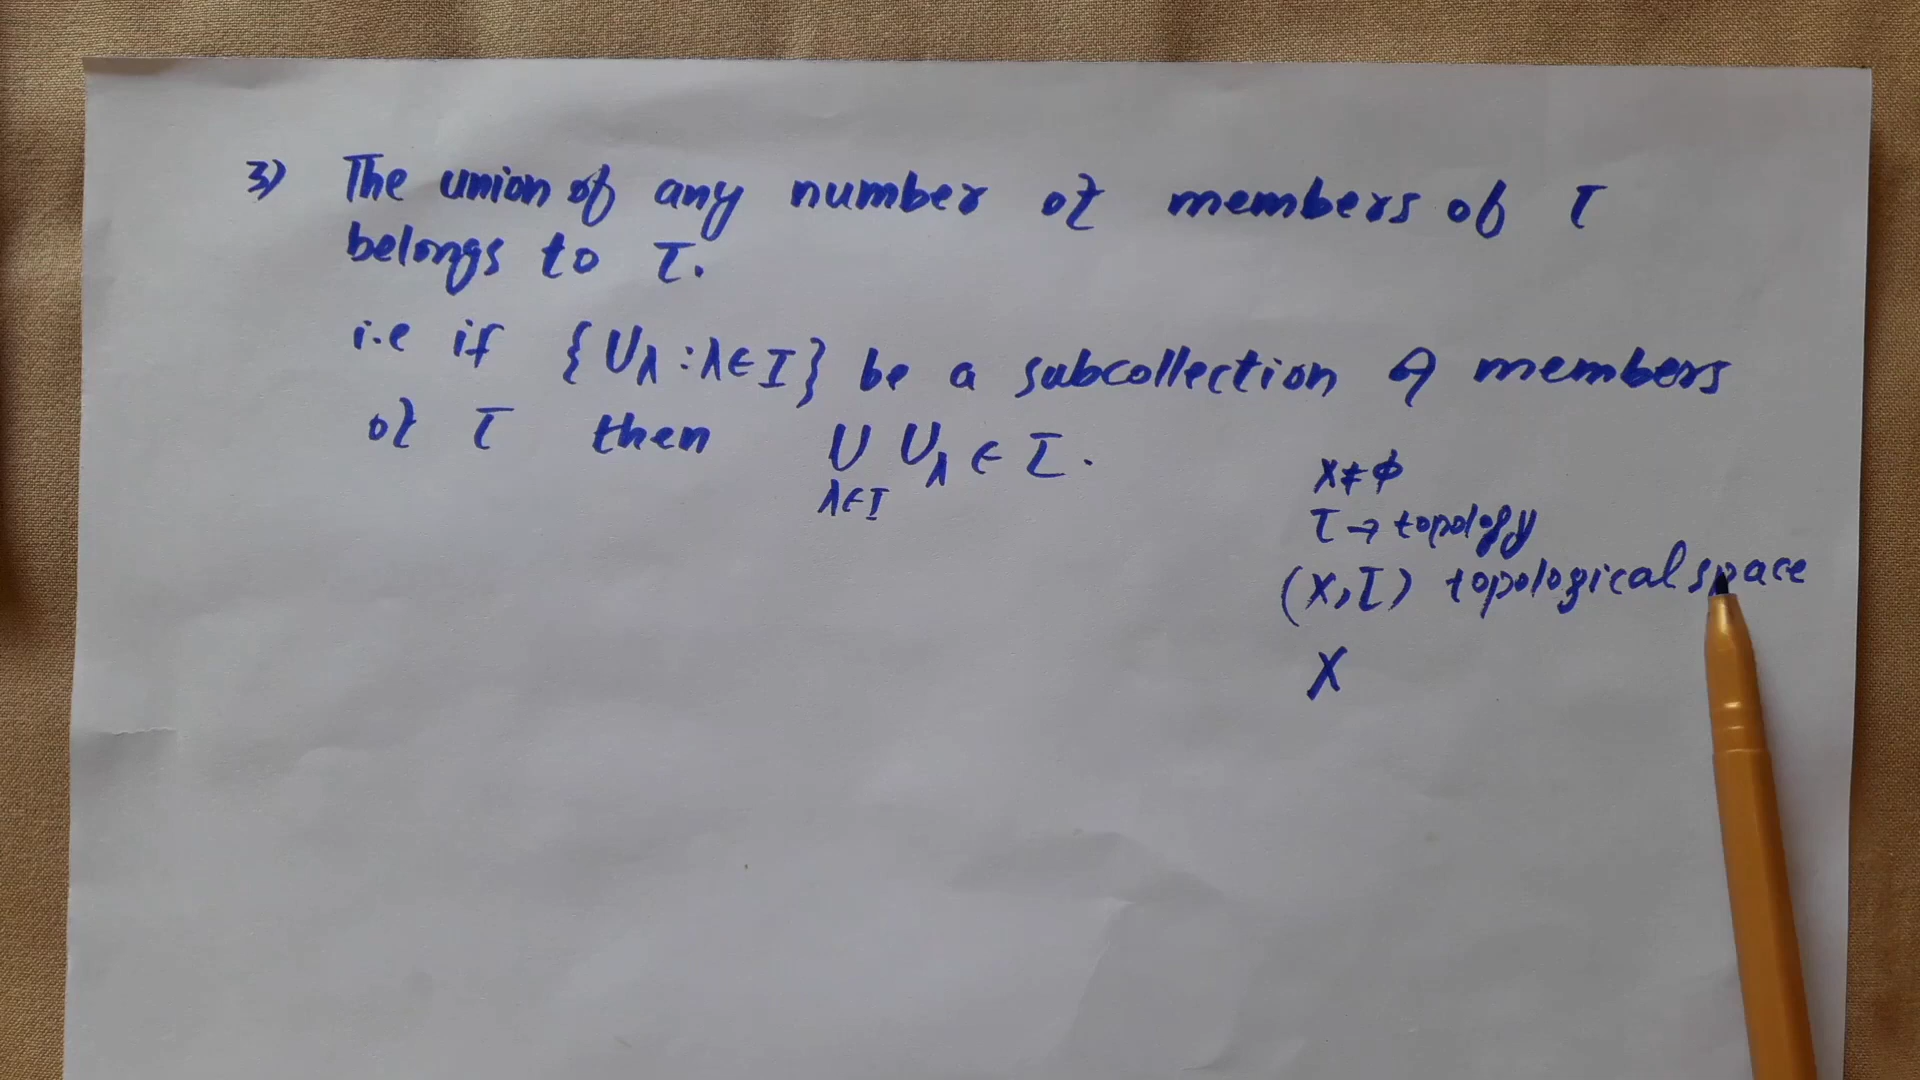 3) The union of any number of members of τ
belongs to τ.
i.e if {Uλ : λ∈I} be a subcollection of members
of τ then ∪ Uλ ∈ τ.
λ∈I
X≠ϕ
τ → topology
(X, τ) topological space
X